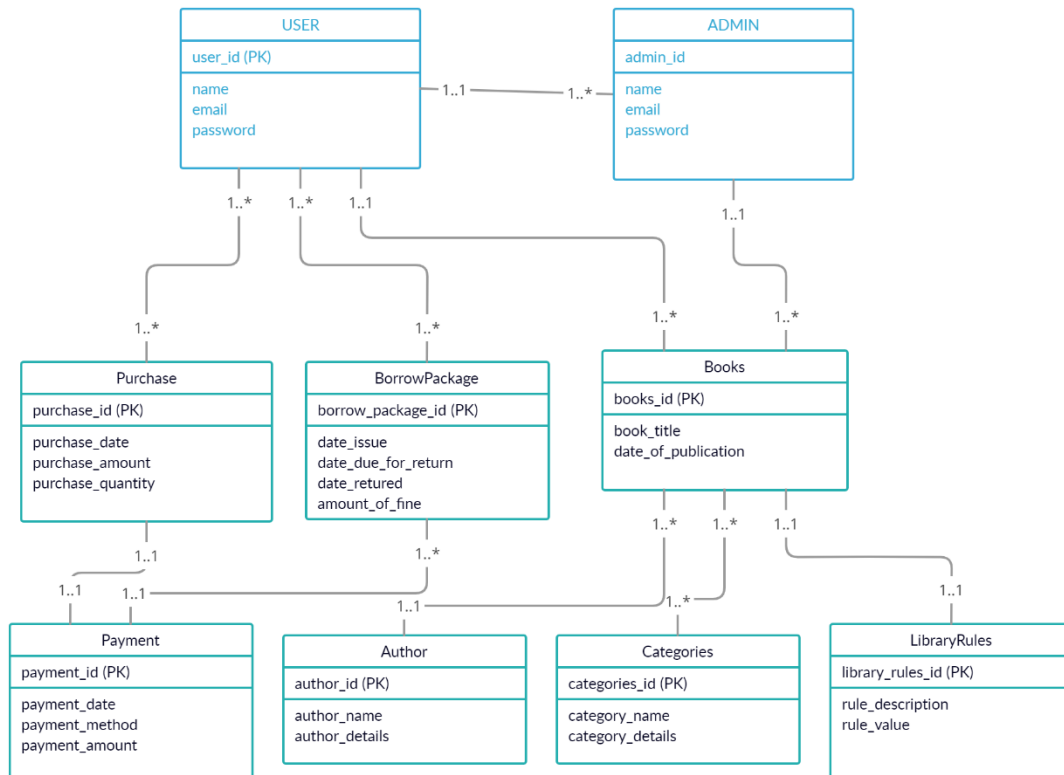 USER
user_id (PK)
name
email
password
ADMIN
admin_id
name
email
password
1..1
1..*
1..*
1..*
1..1
1..1
1..*
1..*
1..*
1..*
Purchase
purchase_id (PK)
purchase_date
purchase_amount
purchase_quantity
BorrowPackage
borrow_package_id (PK)
date_issue
date_due_for_return
date_retured
amount_of_fine
Books
books_id (PK)
book_title
date_of_publication
1..1
1..*
1..*
1..*
1..1
1..1
1..1
1..1
1..*
1..1
Payment
payment_id (PK)
payment_date
payment_method
payment_amount
Author
author_id (PK)
author_name
author_details
Categories
categories_id (PK)
category_name
category_details
LibraryRules
library_rules_id (PK)
rule_description
rule_value